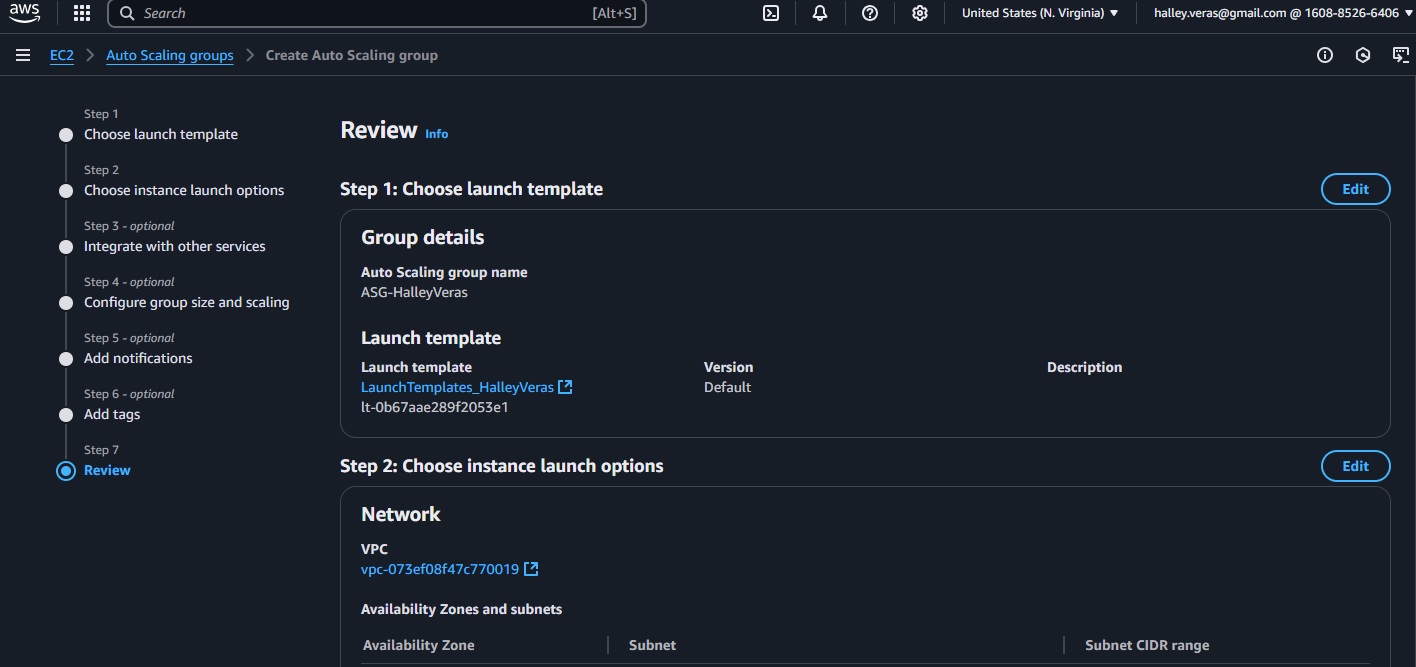 aws
Search [Alt+S] United States (N. Virginia) halley.veras@gmail.com @ 1608-8526-6406
EC2 Auto Scaling groups Create Auto Scaling group
Step 1
Choose launch template
Step 2
Choose instance launch options
Step 3 - optional
Integrate with other services
Step 4 - optional
Configure group size and scaling
Step 5 - optional
Add notifications
Step 6 - optional
Add tags
Step 7
Review
Review Info
Step 1: Choose launch template Edit
Group details
Auto Scaling group name
ASG-HalleyVeras
Launch template
Launch template Version Description
LaunchTemplates_HalleyVeras Default
lt-0b67aae289f2053e1
Step 2: Choose instance launch options Edit
Network
VPC
vpc-073ef08f47c770019
Availability Zones and subnets
Availability Zone Subnet Subnet CIDR range